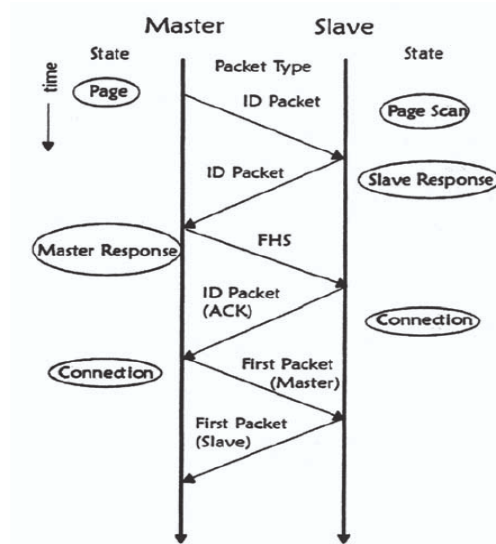 Master
Slave
State
Packet Type
State
time
Page
ID Packet
Page Scan
ID Packet
Slave Response
Master Response
FHS
ID Packet
(ACK)
Connection
Connection
First Packet
(Master)
First Packet
(Slave)